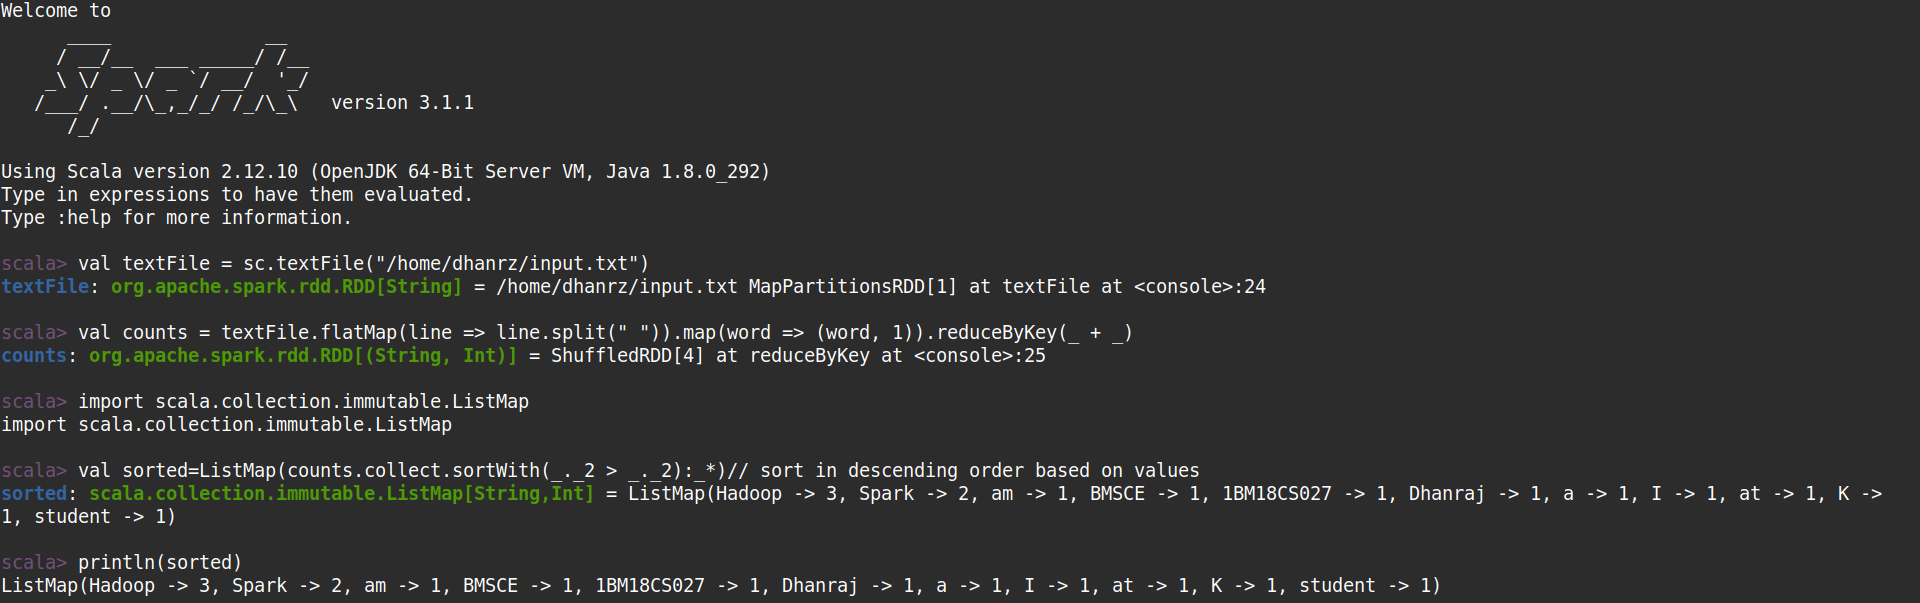 Welcome to
      ____              __
     / __/__  ___ _____/ /__
    _\ \/ _ \/ _ `/ __/  '_/
   /___/ .__/\_,_/_/ /_/\_\   version 3.1.1
      /_/

Using Scala version 2.12.10 (OpenJDK 64-Bit Server VM, Java 1.8.0_292)
Type in expressions to have them evaluated.
Type :help for more information.

scala> val textFile = sc.textFile("/home/dhanrz/input.txt")
textFile: org.apache.spark.rdd.RDD[String] = /home/dhanrz/input.txt MapPartitionsRDD[1] at textFile at <console>:24

scala> val counts = textFile.flatMap(line => line.split(" ")).map(word => (word, 1)).reduceByKey(_ + _)
counts: org.apache.spark.rdd.RDD[(String, Int)] = ShuffledRDD[4] at reduceByKey at <console>:25

scala> import scala.collection.immutable.ListMap
import scala.collection.immutable.ListMap

scala> val sorted=ListMap(counts.collect.sortWith(_._2 > _._2):_*)// sort in descending order based on values
sorted: scala.collection.immutable.ListMap[String,Int] = ListMap(Hadoop -> 3, Spark -> 2, am -> 1, BMSCE -> 1, 1BM18CS027 -> 1, Dhanraj -> 1, a -> 1, I -> 1, at -> 1, K ->
1, student -> 1)

scala> println(sorted)
ListMap(Hadoop -> 3, Spark -> 2, am -> 1, BMSCE -> 1, 1BM18CS027 -> 1, Dhanraj -> 1, a -> 1, I -> 1, at -> 1, K -> 1, student -> 1)